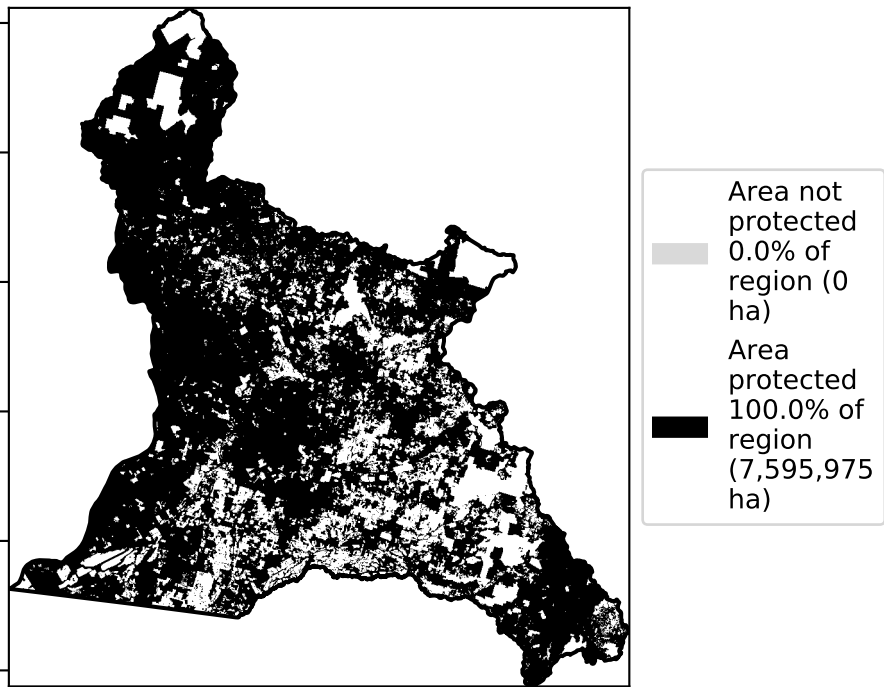 Area not
protected
0.0% of
region (0
ha)
Area
protected
100.0% of
region
(7,595,975
ha)